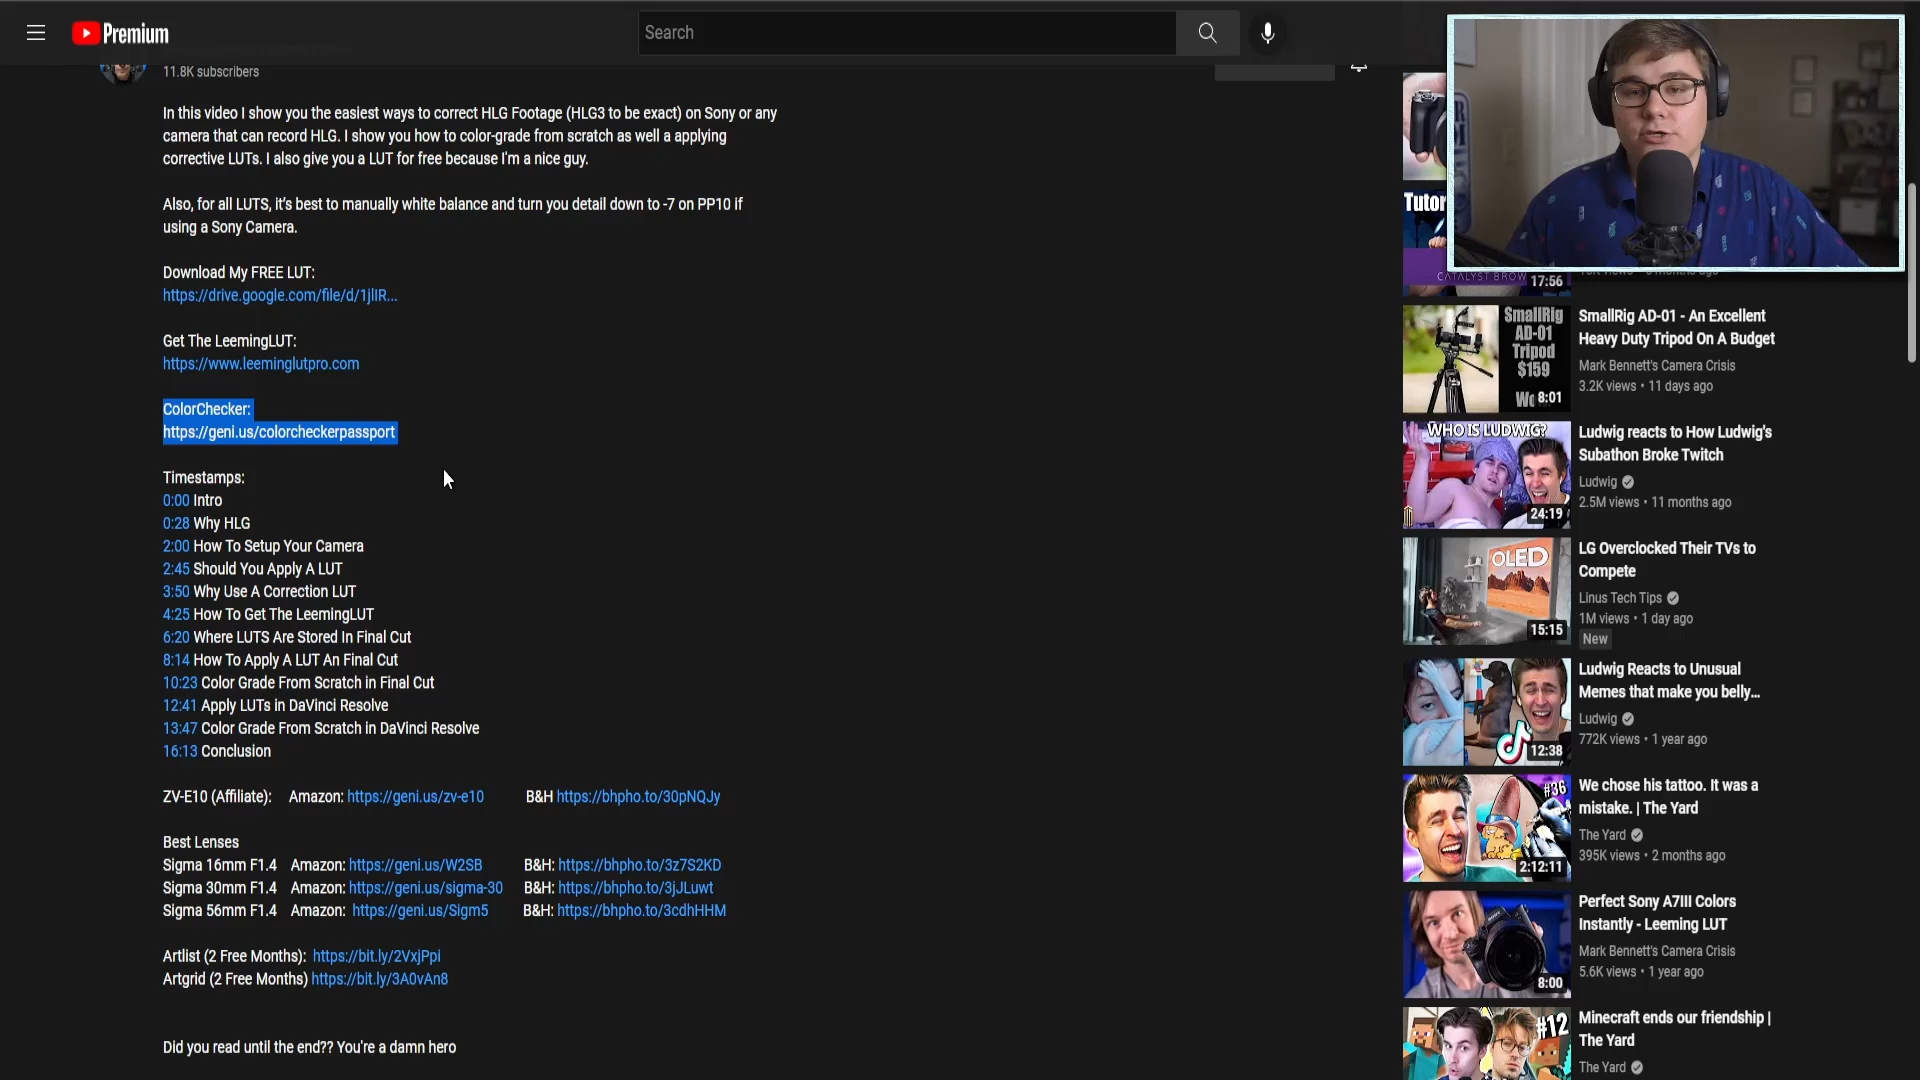 Premium
Search
11.8K subscribers
In this video I show you the easiest ways to correct HLG Footage (HLG3 to be exact) on Sony or any
camera that can record HLG. I show you how to color-grade from scratch as well a applying
corrective LUTs. I also give you a LUT for free because I'm a nice guy.
Also, for all LUTS, it's best to manually white balance and turn you detail down to -7 on PP10 if
using a Sony Camera.
Download My FREE LUT:
https://drive.google.com/file/d/1jlIR...
Get The LeemingLUT:
https://www.leeminglutpro.com
ColorChecker:
https://geni.us/colorcheckerpassport
Timestamps:
0:00 Intro
0:28 Why HLG
2:00 How To Setup Your Camera
2:45 Should You Apply A LUT
3:50 Why Use A Correction LUT
4:25 How To Get The LeemingLUT
6:20 Where LUTS Are Stored In Final Cut
8:14 How To Apply A LUT An Final Cut
10:23 Color Grade From Scratch in Final Cut
12:41 Apply LUTs in DaVinci Resolve
13:47 Color Grade From Scratch in DaVinci Resolve
16:13 Conclusion
ZV-E10 (Affiliate): Amazon: https://geni.us/zv-e10 B&H https://bhpho.to/30pNQJy
Best Lenses
Sigma 16mm F1.4 Amazon: https://geni.us/W2SB B&H: https://bhpho.to/3z7S2KD
Sigma 30mm F1.4 Amazon: https://geni.us/sigma-30 B&H: https://bhpho.to/3jJLuwt
Sigma 56mm F1.4 Amazon: https://geni.us/Sigm5 B&H: https://bhpho.to/3cdhHHM
Artlist (2 Free Months): https://bit.ly/2VxjPpi
Artgrid (2 Free Months) https://bit.ly/3A0vAn8
Did you read until the end?? You're a damn hero
Tutor
CATALYST BROW
17:56
SmallRig
AD-01
Tripod
$159
8:01
SmallRig AD-01 - An Excellent
Heavy Duty Tripod On A Budget
Mark Bennett's Camera Crisis
3.2K views • 11 days ago
WHO IS LUDWIG?
24:19
Ludwig reacts to How Ludwig's
Subathon Broke Twitch
Ludwig
2.5M views • 11 months ago
OLED
15:15
LG Overclocked Their TVs to
Compete
Linus Tech Tips
1M views • 1 day ago
New
12:38
Ludwig Reacts to Unusual
Memes that make you belly...
Ludwig
772K views • 1 year ago
#36
2:12:11
We chose his tattoo. It was a
mistake. | The Yard
The Yard
395K views • 2 months ago
8:00
Perfect Sony A7III Colors
Instantly - Leeming LUT
Mark Bennett's Camera Crisis
5.6K views • 1 year ago
#12
Minecraft ends our friendship |
The Yard
The Yard